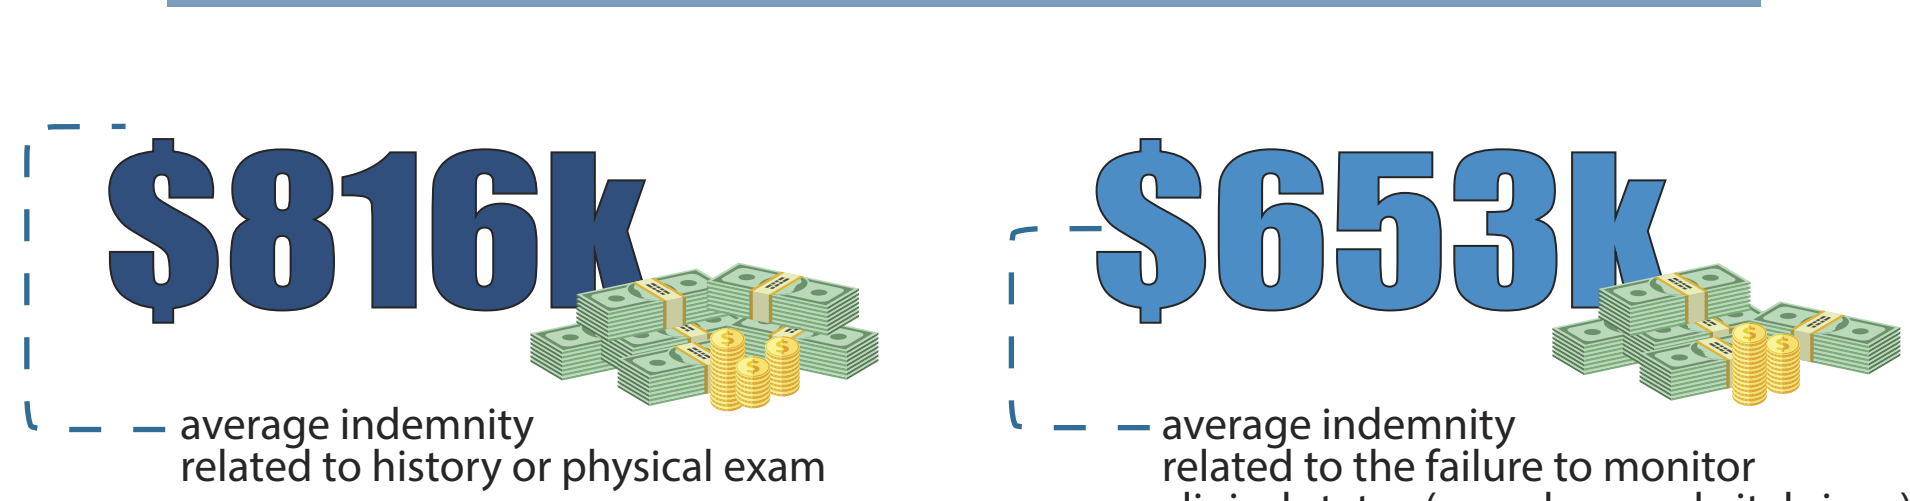 $816k
average indemnity
related to history or physical exam
$653k
average indemnity
related to the failure to monitor